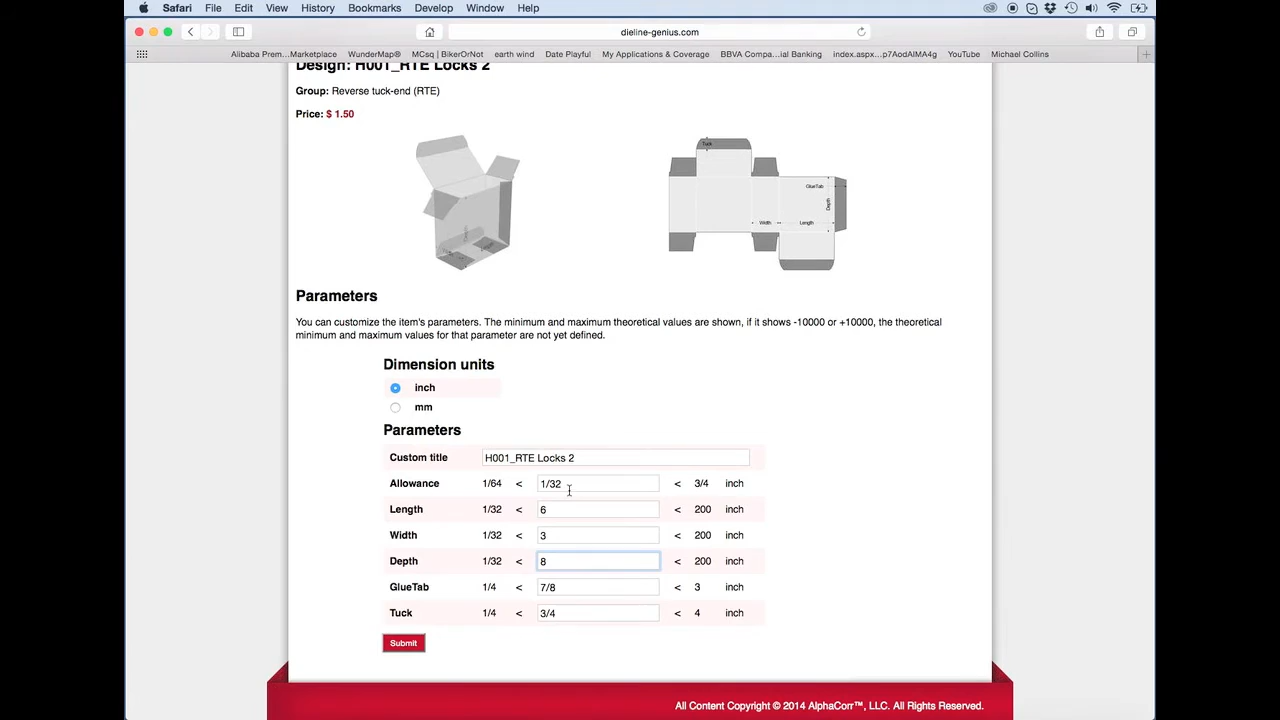 Safari File Edit View History Bookmarks Develop Window Help
dieline-genius.com
Alibaba Prem...Marketplace WunderMap® MCsq | BikerOrNot earth wind Date Playful My Applications & Coverage BBVA Compa...ial Banking index.aspx...p7AodAIMA4g YouTube Michael Collins
Design: H001_RTE Locks 2
Group: Reverse tuck-end (RTE)
Price: $ 1.50
Tuck
GlueTab
Depth
Width Length
Parameters
You can customize the item's parameters. The minimum and maximum theoretical values are shown, if it shows -10000 or +10000, the theoretical
minimum and maximum values for that parameter are not yet defined.
Dimension units
inch
mm
Parameters
Custom title H001_RTE Locks 2
Allowance 1/64 < 1/32 < 3/4 inch
Length 1/32 < 6 < 200 inch
Width 1/32 < 3 < 200 inch
Depth 1/32 < 8 < 200 inch
GlueTab 1/4 < 7/8 < 3 inch
Tuck 1/4 < 3/4 < 4 inch
Submit
All Content Copyright © 2014 AlphaCorr™, LLC. All Rights Reserved.